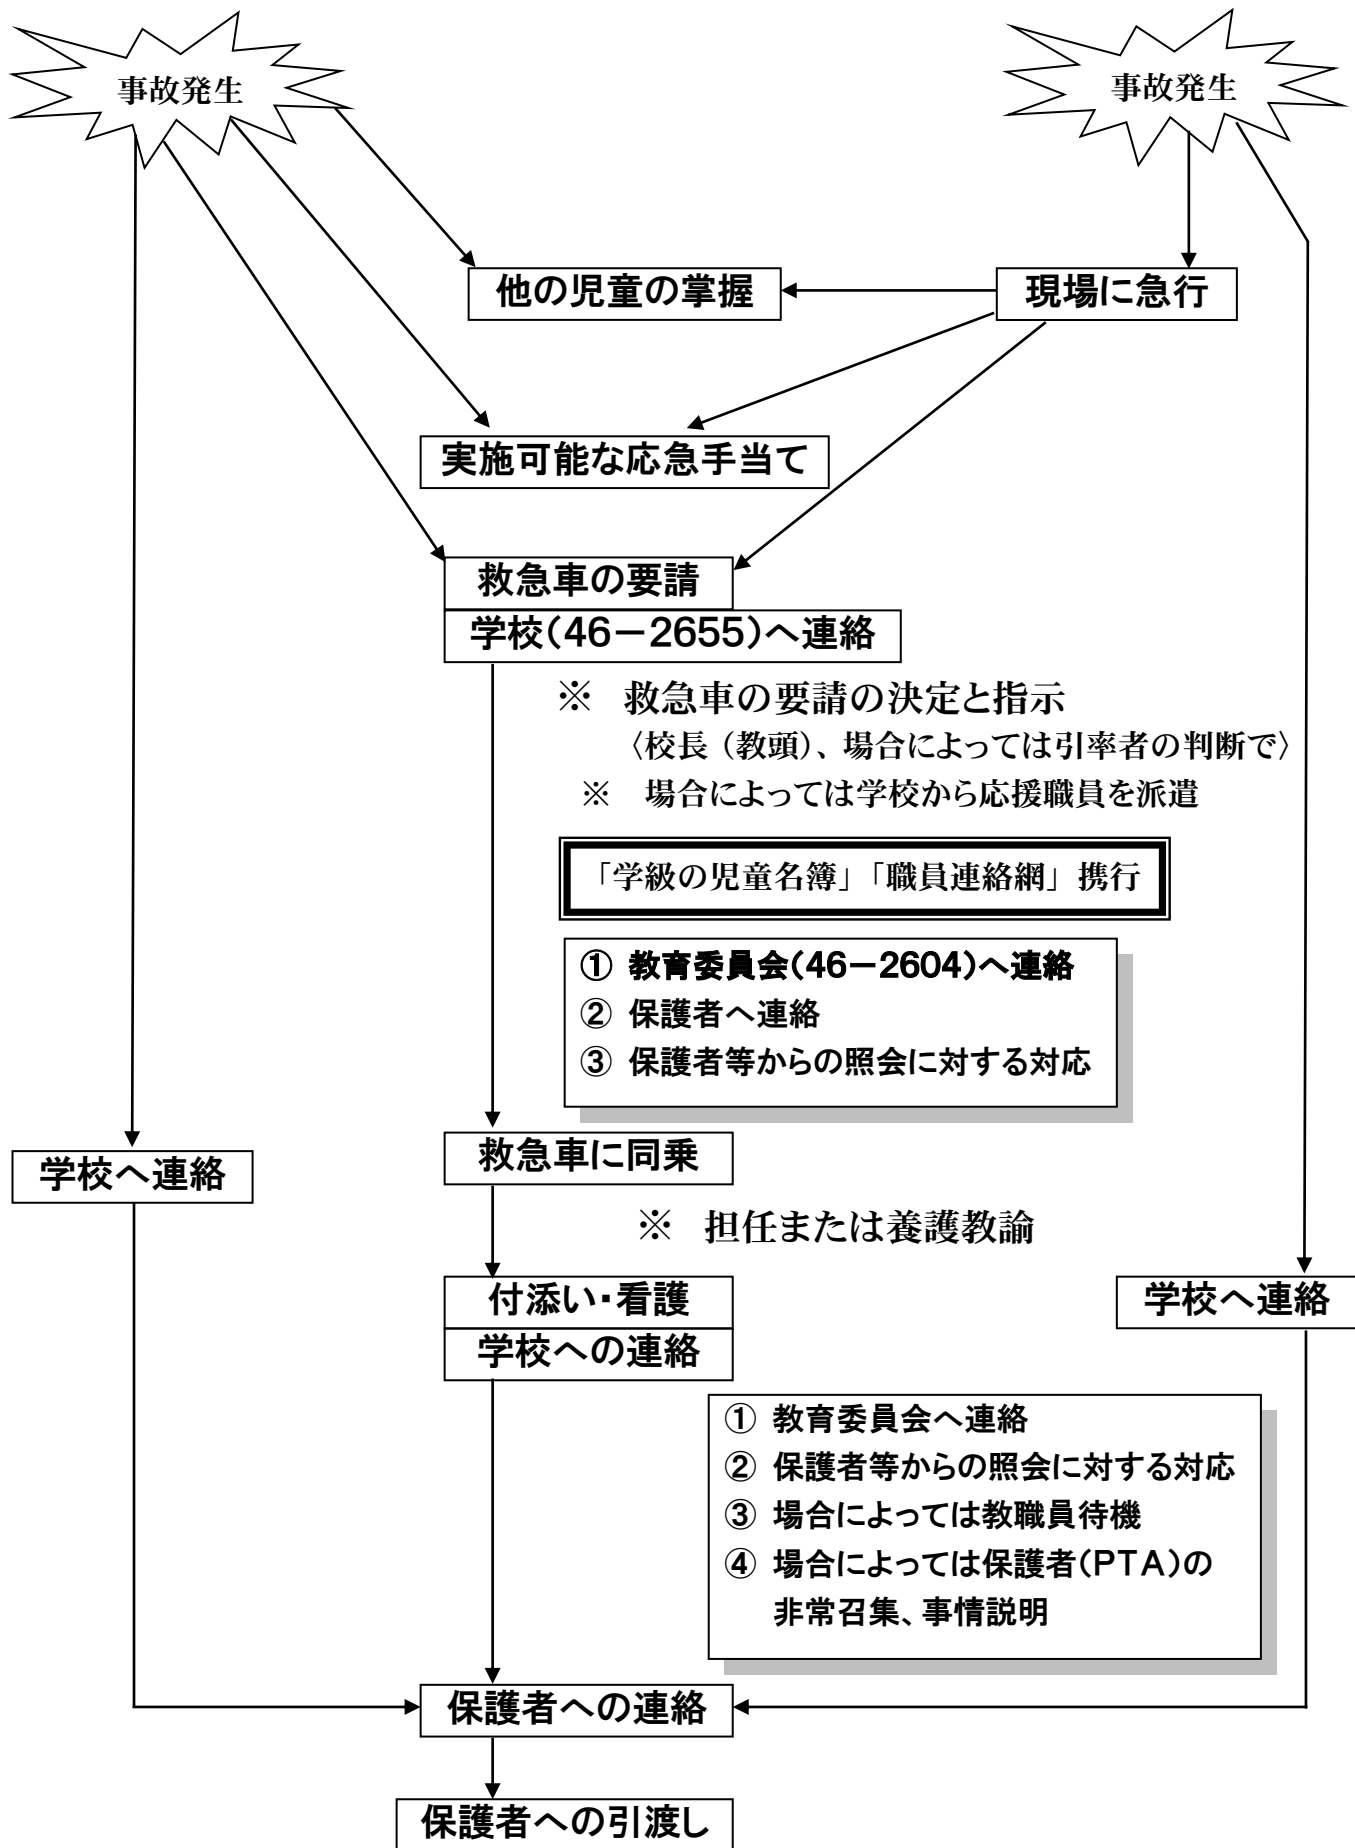 事故発生
事故発生
他の児童の掌握
現場に急行
実施可能な応急手当て
救急車の要請
学校（46－2655）へ連絡
※　救急車の要請の決定と指示
〈校長（教頭）、場合によっては引率者の判断で〉
※　場合によっては学校から応援職員を派遣
「学級の児童名簿」「職員連絡網」携行
① 教育委員会（46－2604）へ連絡
② 保護者へ連絡
③ 保護者等からの照会に対する対応
救急車に同乗
学校へ連絡
※　担任または養護教諭
付添い・看護
学校への連絡
学校へ連絡
① 教育委員会へ連絡
② 保護者等からの照会に対する対応
③ 場合によっては教職員待機
④ 場合によっては保護者（PTA）の
非常召集、事情説明
保護者への連絡
保護者への引渡し